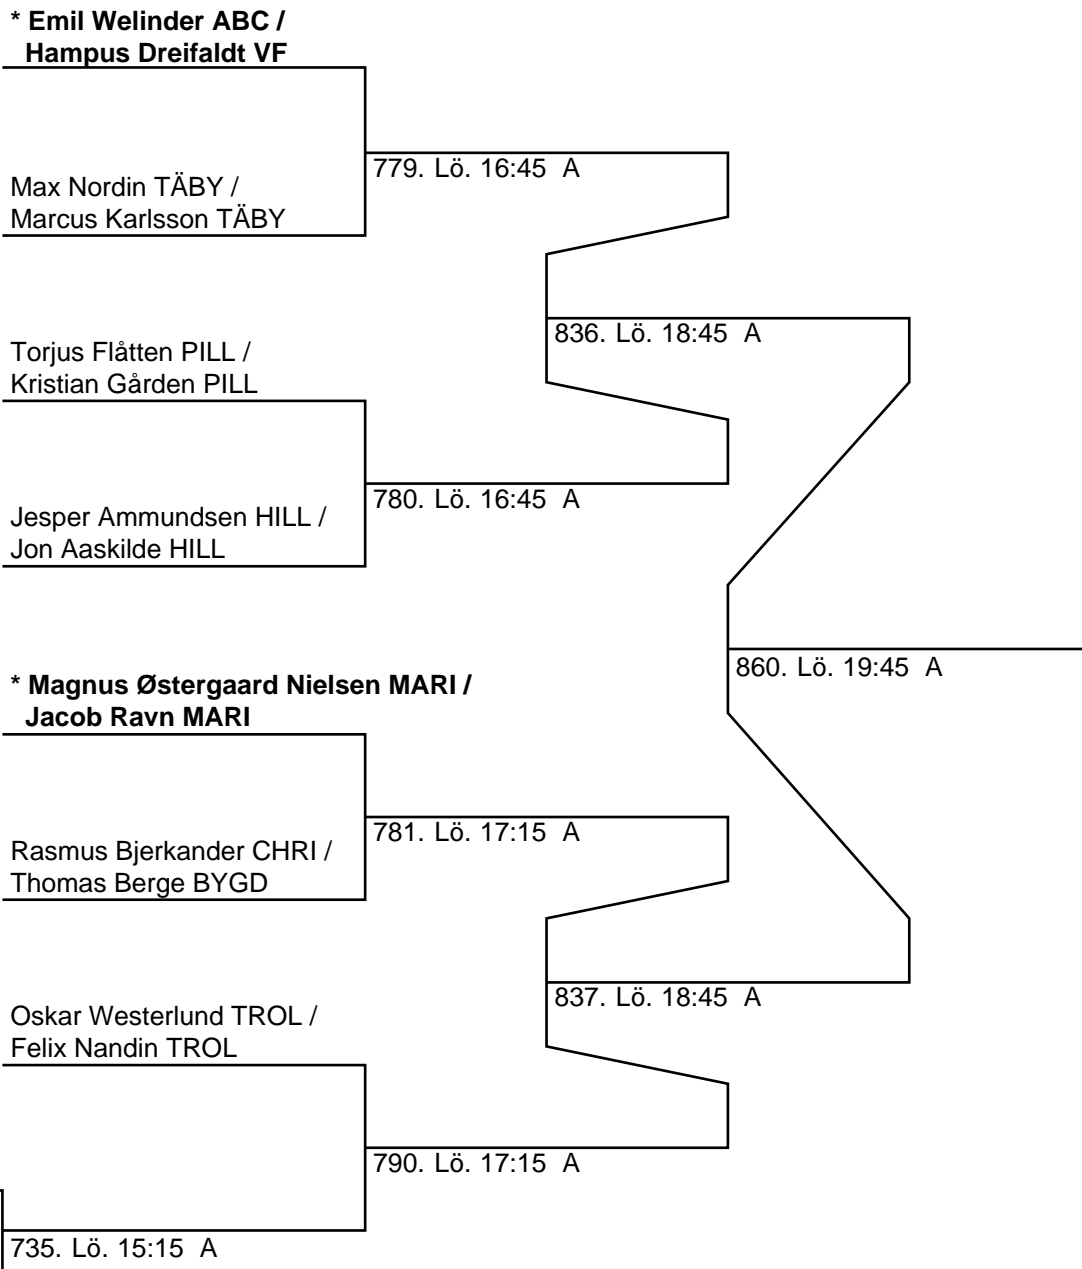 * Emil Welinder ABC /
Hampus Dreifaldt VF
779. Lö. 16:45 A
Max Nordin TÄBY /
Marcus Karlsson TÄBY
836. Lö. 18:45 A
Torjus Flåtten PILL /
Kristian Gården PILL
780. Lö. 16:45 A
Jesper Ammundsen HILL /
Jon Aaskilde HILL
860. Lö. 19:45 A
* Magnus Østergaard Nielsen MARI /
Jacob Ravn MARI
781. Lö. 17:15 A
Rasmus Bjerkander CHRI /
Thomas Berge BYGD
837. Lö. 18:45 A
Oskar Westerlund TROL /
Felix Nandin TROL
790. Lö. 17:15 A
735. Lö. 15:15 A